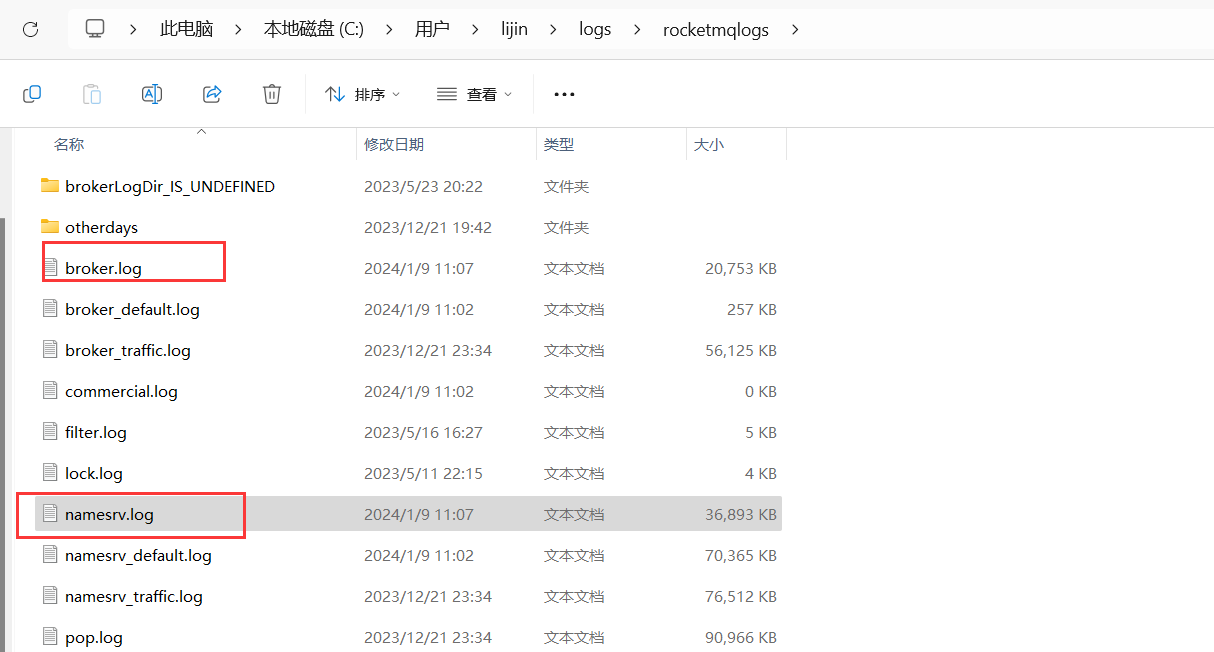 此电脑 > 本地磁盘 (C:) > 用户 > lijin > logs > rocketmqlogs >
排序 查看 ...
名称 修改日期 类型 大小
brokerLogDir_IS_UNDEFINED 2023/5/23 20:22 文件夹
otherdays 2023/12/21 19:42 文件夹
broker.log 2024/1/9 11:07 文本文档 20,753 KB
broker_default.log 2024/1/9 11:02 文本文档 257 KB
broker_traffic.log 2023/12/21 23:34 文本文档 56,125 KB
commercial.log 2024/1/9 11:02 文本文档 0 KB
filter.log 2023/5/16 16:27 文本文档 5 KB
lock.log 2023/5/11 22:15 文本文档 4 KB
namesrv.log 2024/1/9 11:07 文本文档 36,893 KB
namesrv_default.log 2024/1/9 11:02 文本文档 70,365 KB
namesrv_traffic.log 2023/12/21 23:34 文本文档 76,512 KB
pop.log 2023/12/21 23:34 文本文档 90,966 KB